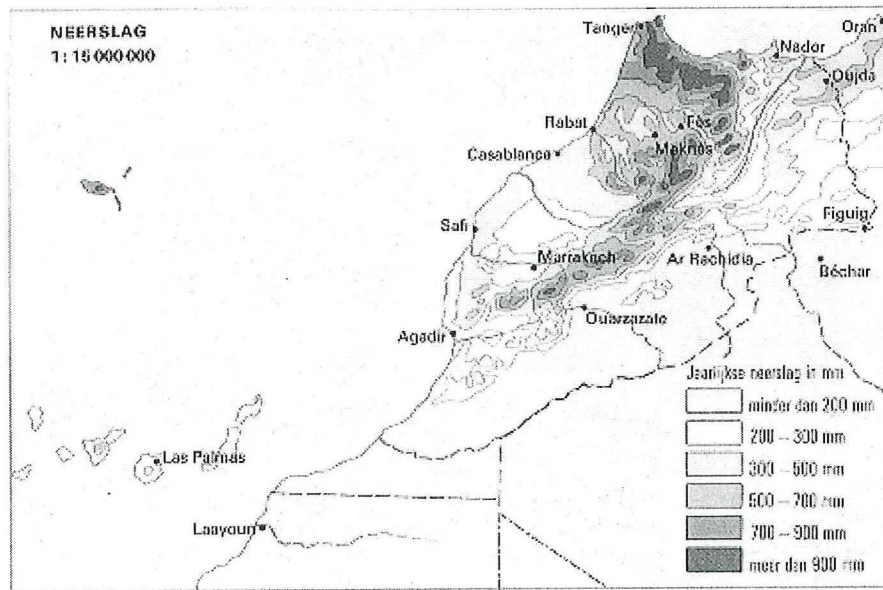 NEERSLAG
1:15 000 000
Tanger
Oran
Nador
Oujda
Rabat
Fès
Meknès
Casablanca
Safi
Figuig
Marrakech
Ar Rachidia
Béchar
Ouarzazate
Agadir
Jaarlijkse neerslag in mm
minder dan 200 mm
200 – 300 mm
300 – 500 mm
500 – 700 mm
700 – 900 mm
meer dan 900 mm
Las Palmas
Laayoun